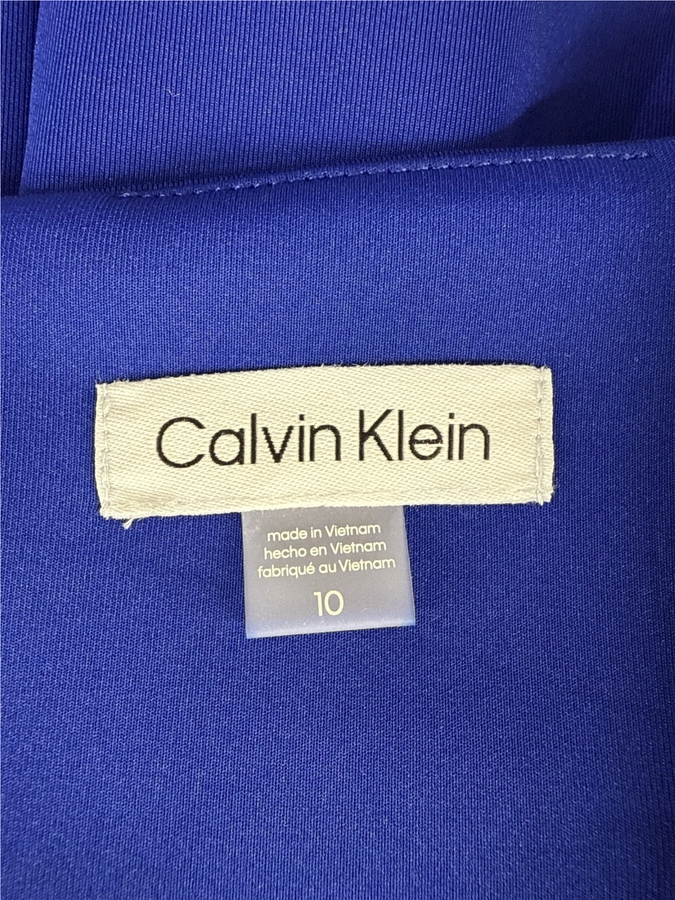 Calvin Klein
made in Vietnam
hecho en Vietnam
fabriqué au Vietnam
10